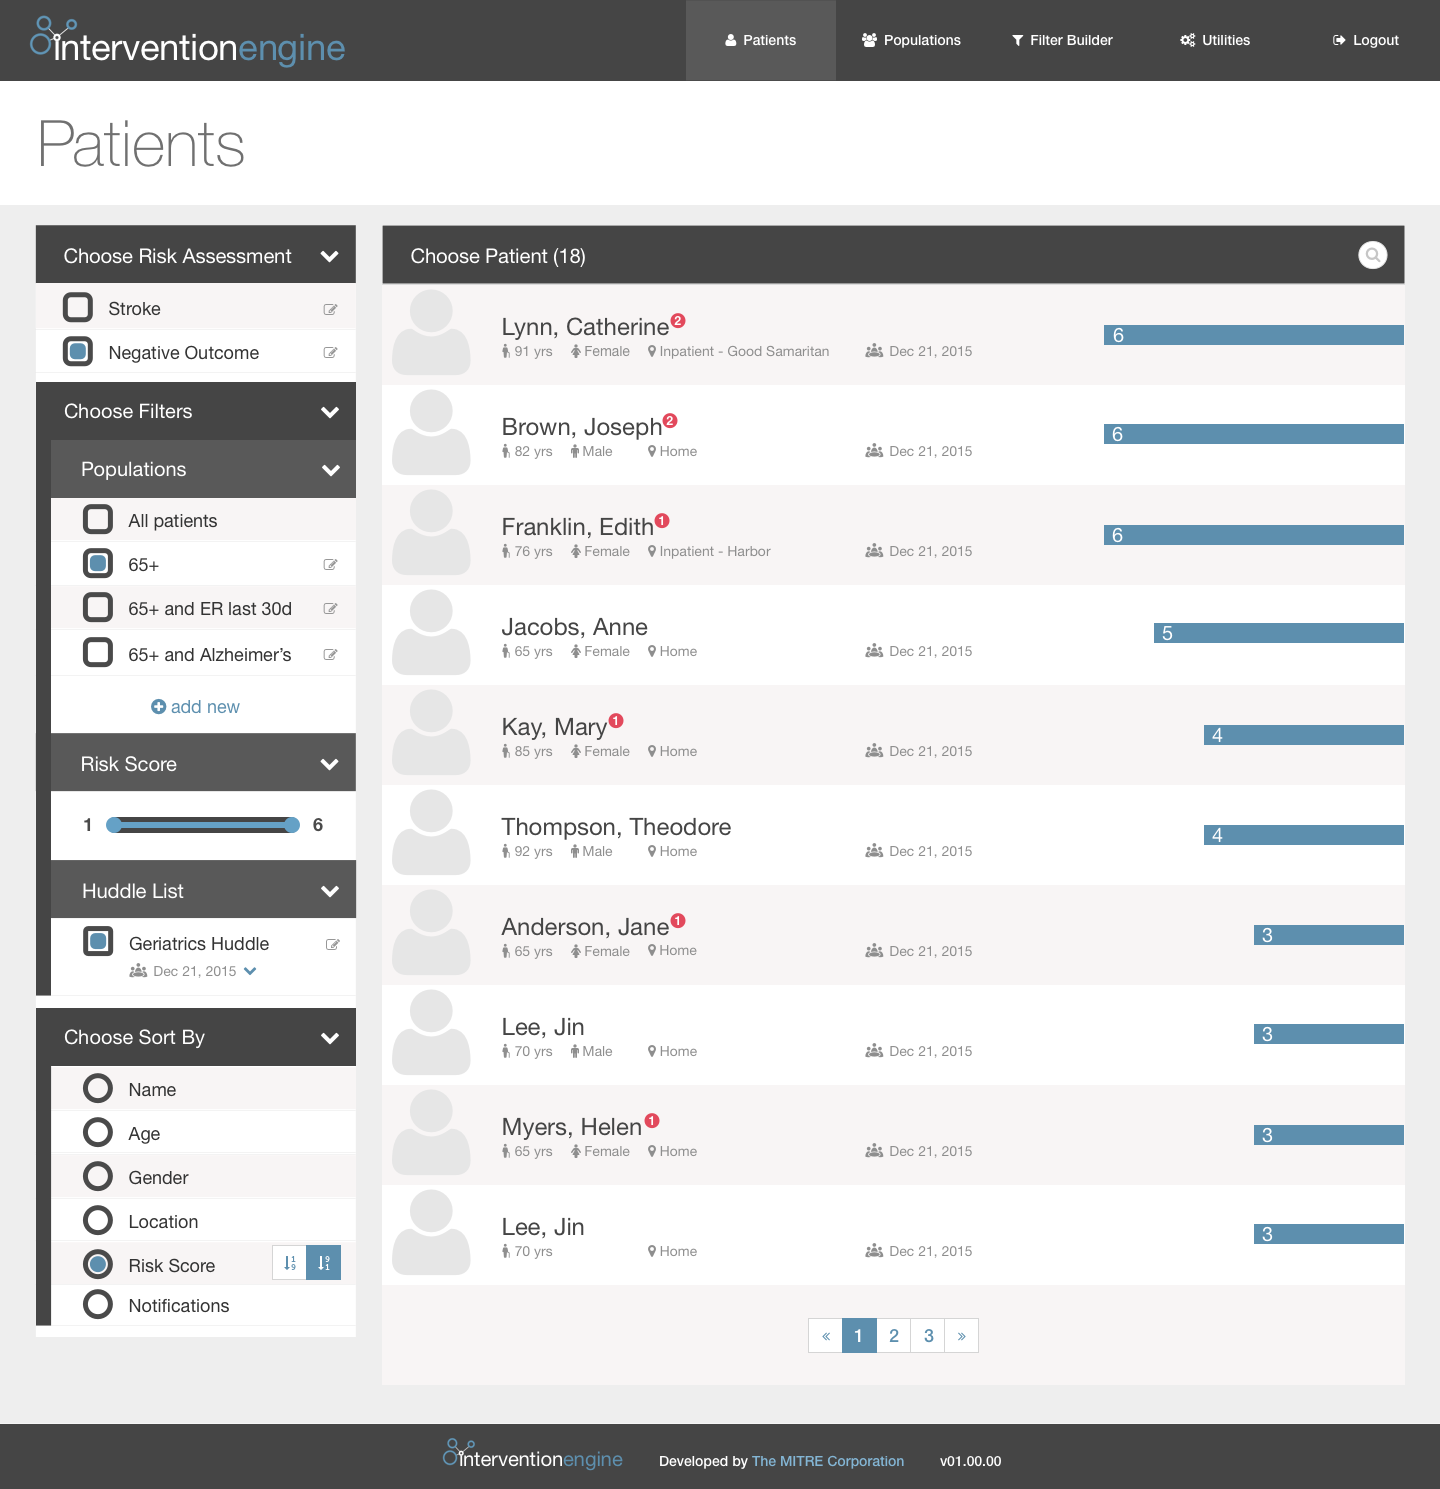 interventionengine
Patients
Populations
Filter Builder
Utilities
Logout
Patients
Choose Risk Assessment
Stroke
Negative Outcome
Choose Filters
Populations
All patients
65+
65+ and ER last 30d
65+ and Alzheimer’s
add new
Risk Score
1 6
Huddle List
Geriatrics Huddle
Dec 21, 2015
Choose Sort By
Name
Age
Gender
Location
Risk Score
1 9 9 1
Notifications
Choose Patient (18)
Lynn, Catherine 2
91 yrs Female Inpatient - Good Samaritan Dec 21, 2015
6
Brown, Joseph 2
82 yrs Male Home Dec 21, 2015
6
Franklin, Edith 1
76 yrs Female Inpatient - Harbor Dec 21, 2015
6
Jacobs, Anne
65 yrs Female Home Dec 21, 2015
5
Kay, Mary 1
85 yrs Female Home Dec 21, 2015
4
Thompson, Theodore
92 yrs Male Home Dec 21, 2015
4
Anderson, Jane 1
65 yrs Female Home Dec 21, 2015
3
Lee, Jin
70 yrs Male Home Dec 21, 2015
3
Myers, Helen 1
65 yrs Female Home Dec 21, 2015
3
Lee, Jin
70 yrs Home Dec 21, 2015
3
« 1 2 3 »
interventionengine Developed by The MITRE Corporation v01.00.00